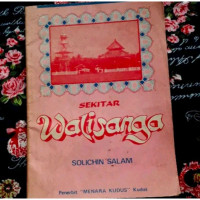 SEKITAR
Walisanga
SOLICHIN SALAM
Penerbit "MENARA KUDUS" Kudus